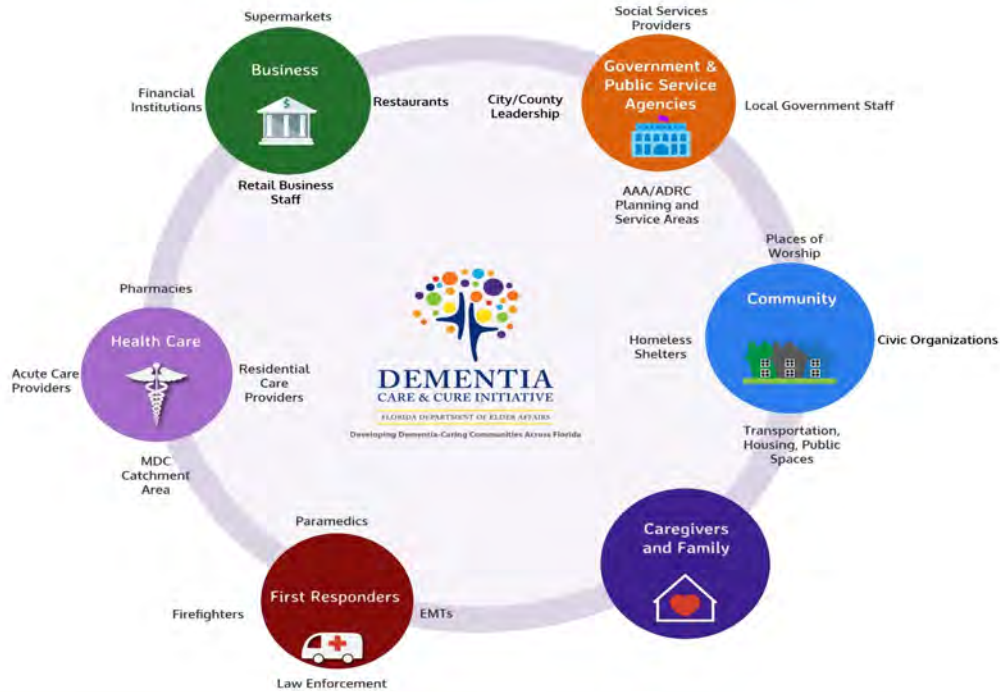 Supermarkets
Business
$
Financial
Institutions
Restaurants
Retail Business
Staff
Social Services
Providers
Government &
Public Service
Agencies
City/County
Leadership
Local Government Staff
AAA/ADRC
Planning and
Service Areas
Places of
Worship
Community
Homeless
Shelters
Civic Organizations
Transportation,
Housing, Public
Spaces
Pharmacies
Health Care
Acute Care
Providers
Residential
Care
Providers
MDC
Catchment
Area
DEMENTIA
CARE & CURE INITIATIVE
FLORIDA DEPARTMENT OF ELDER AFFAIRS
Developing Dementia-Caring Communities Across Florida
Caregivers
and Family
Paramedics
First Responders
Firefighters
EMTs
Law Enforcement